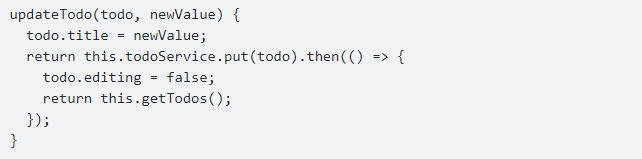 updateTodo(todo, newValue) {
  todo.title = newValue;
  return this.todoService.put(todo).then(() => {
    todo.editing = false;
    return this.getTodos();
  });
}